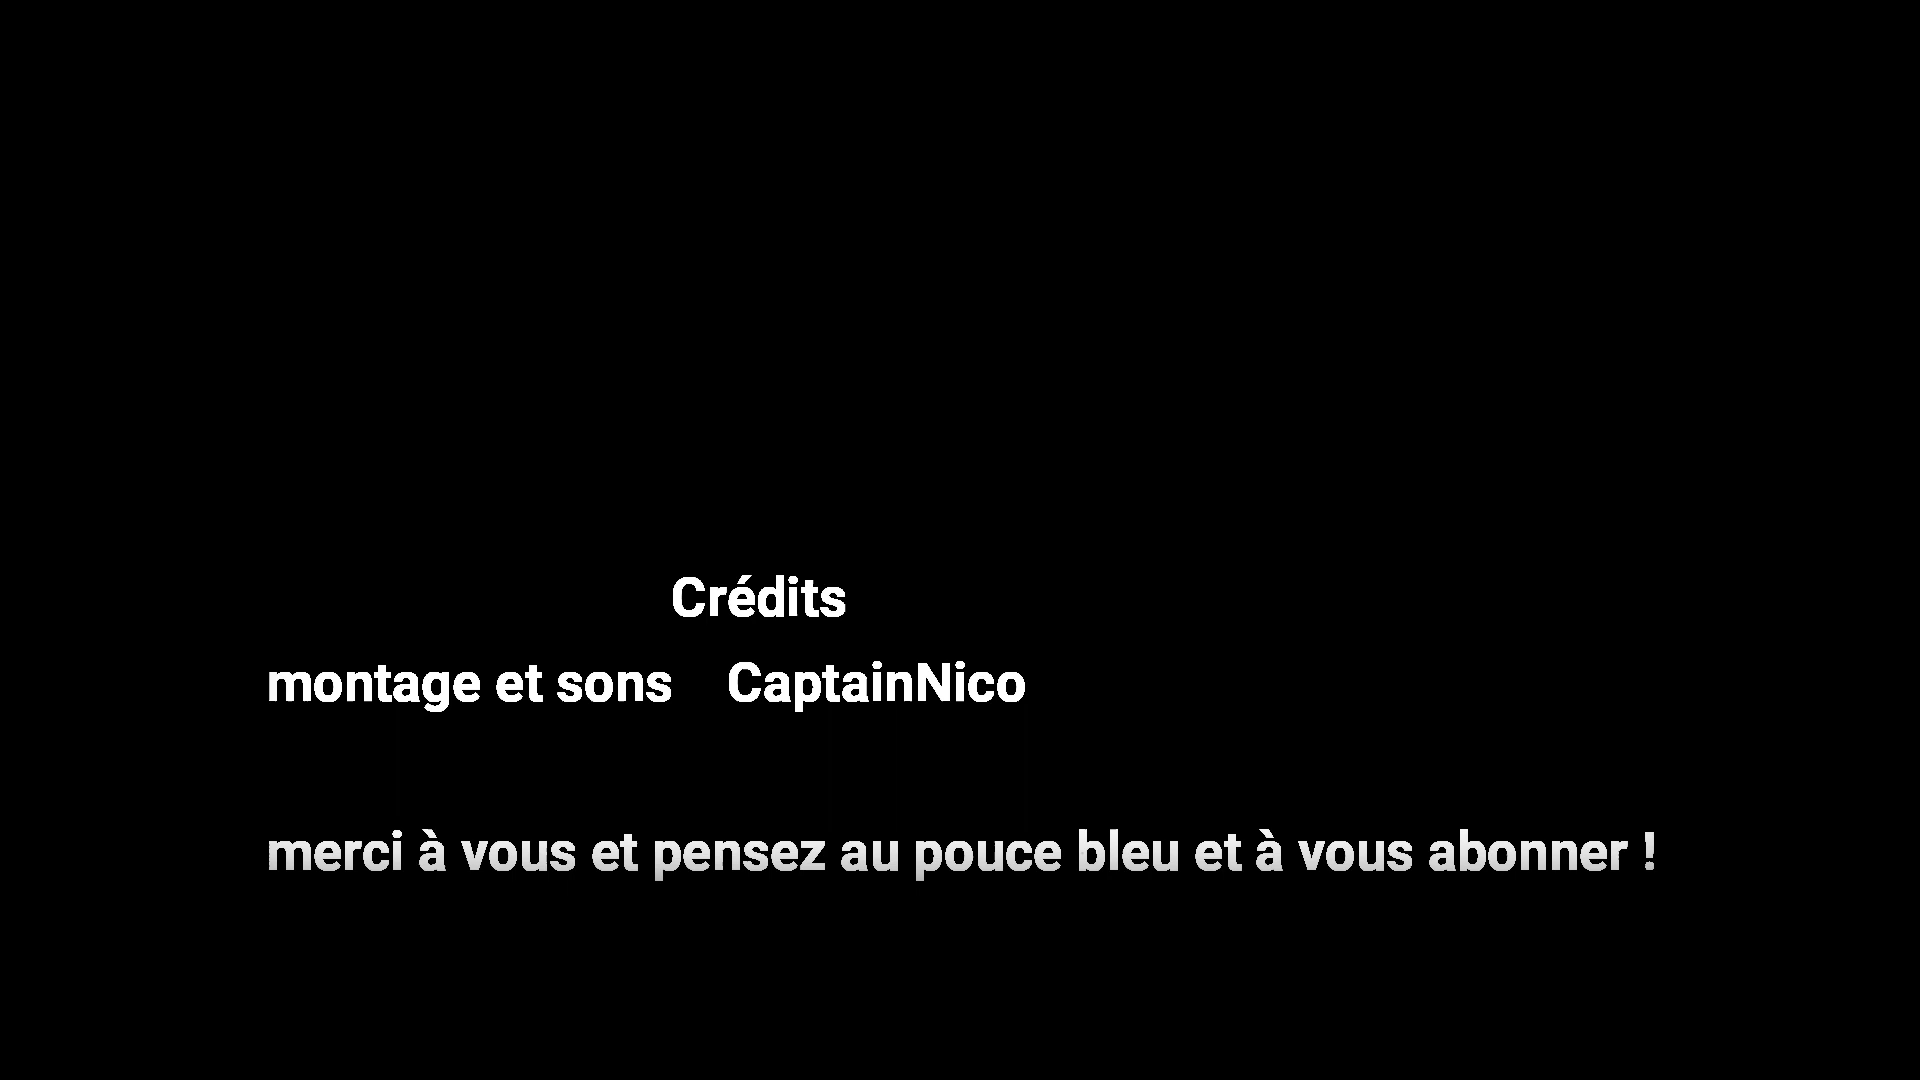 Crédits
montage et sons CaptainNico
merci à vous et pensez au pouce bleu et à vous abonner !